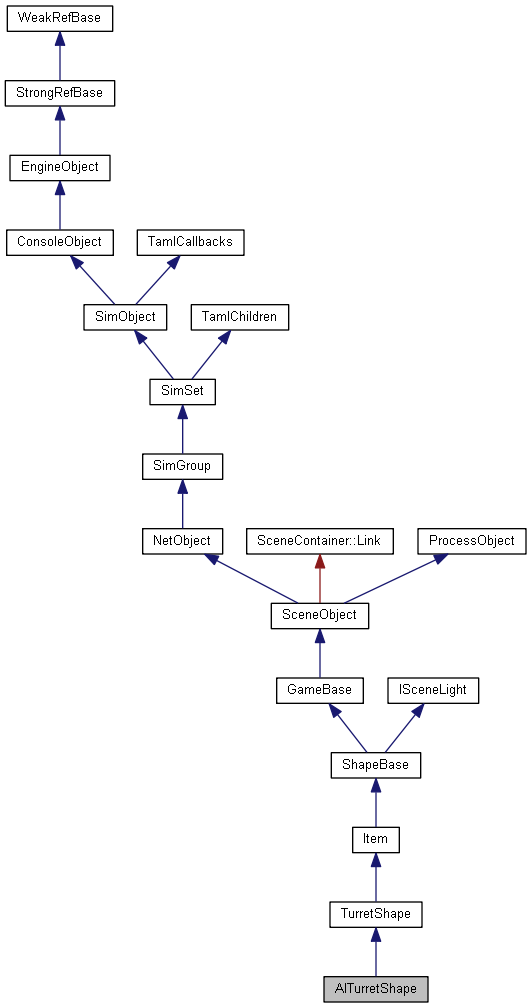 WeakRefBase
StrongRefBase
EngineObject
ConsoleObject
TamlCallbacks
SimObject
TamlChildren
SimSet
SimGroup
NetObject
SceneContainer::Link
ProcessObject
SceneObject
GameBase
ISceneLight
ShapeBase
Item
TurretShape
AITurretShape